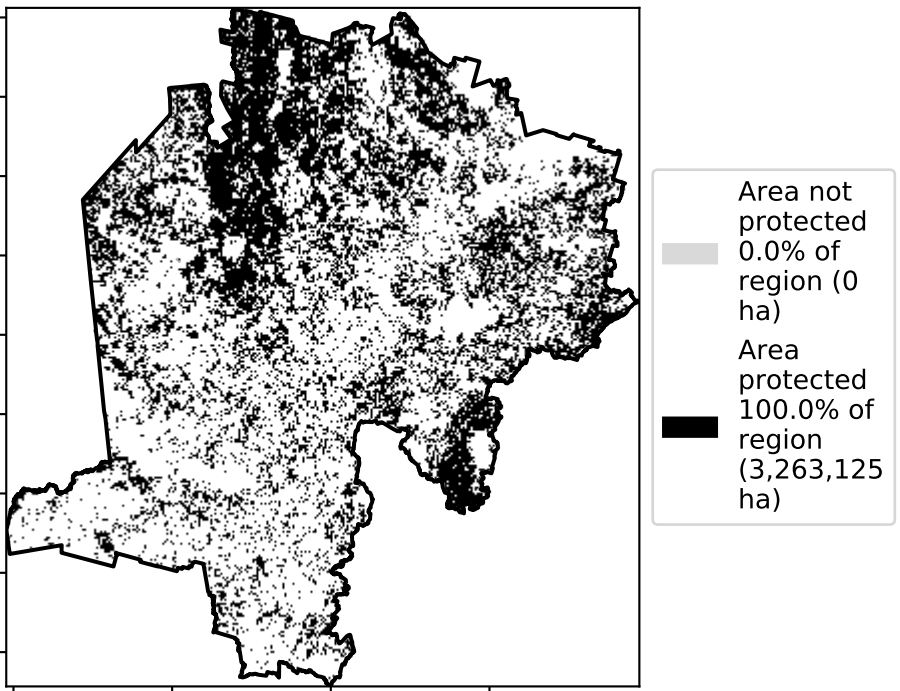 Area not
protected
0.0% of
region (0
ha)
Area
protected
100.0% of
region
(3,263,125
ha)